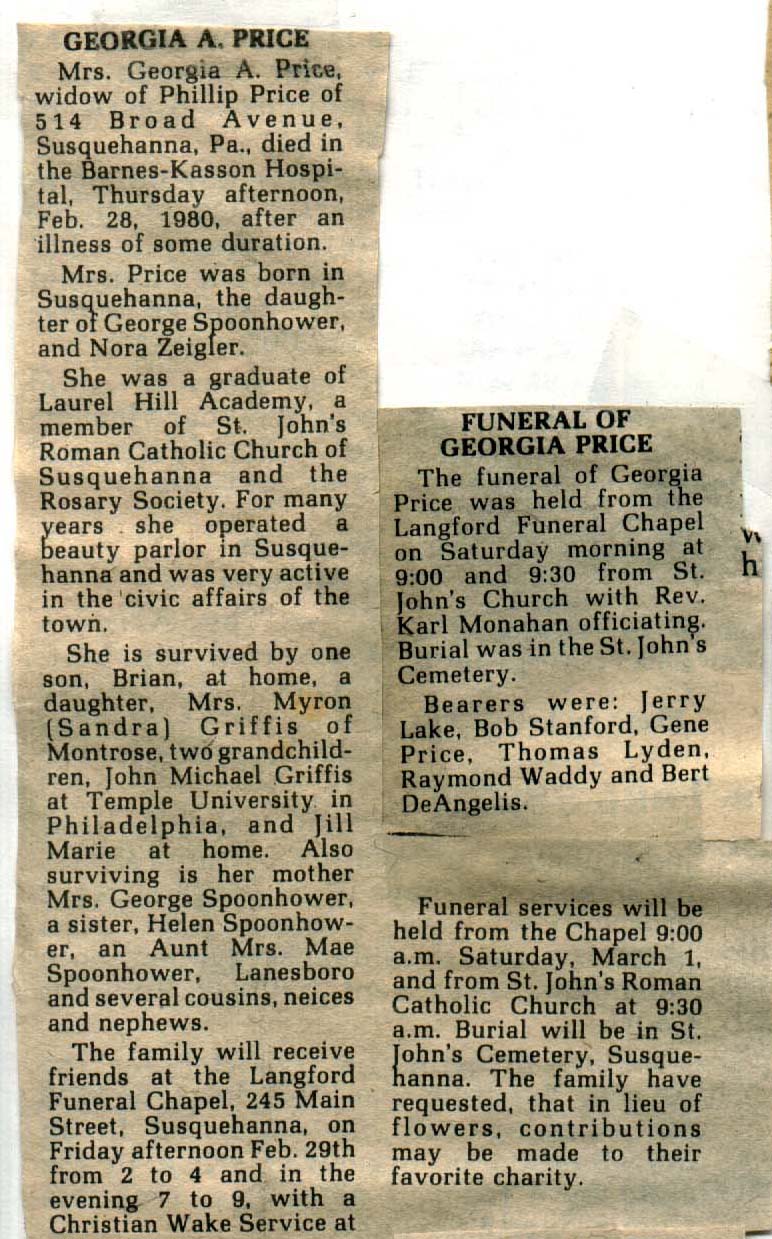 GEORGIA A. PRICE
Mrs. Georgia A. Price,
widow of Phillip Price of
514 Broad Avenue,
Susquehanna, Pa., died in
the Barnes-Kasson Hospi-
tal, Thursday afternoon,
Feb. 28, 1980, after an
illness of some duration.
Mrs. Price was born in
Susquehanna, the daugh-
ter of George Spoonhower,
and Nora Zeigler.
She was a graduate of
Laurel Hill Academy, a
member of St. John's
Roman Catholic Church of
Susquehanna and the
Rosary Society. For many
years she operated a
beauty parlor in Susque-
hanna and was very active
in the civic affairs of the
town.
She is survived by one
son, Brian, at home, a
daughter, Mrs. Myron
(Sandra) Griffis of
Montrose, two grandchild-
ren, John Michael Griffis
at Temple University in
Philadelphia, and Jill
Marie at home. Also
surviving is her mother
Mrs. George Spoonhower,
a sister, Helen Spoonhow-
er, an Aunt Mrs. Mae
Spoonhower, Lanesboro
and several cousins, neices
and nephews.
The family will receive
friends at the Langford
Funeral Chapel, 245 Main
Street, Susquehanna, on
Friday afternoon Feb. 29th
from 2 to 4 and in the
evening 7 to 9, with a
Christian Wake Service at
FUNERAL OF
GEORGIA PRICE
The funeral of Georgia
Price was held from the
Langford Funeral Chapel
on Saturday morning at
9:00 and 9:30 from St.
John's Church with Rev.
Karl Monahan officiating.
Burial was in the St. John's
Cemetery.
Bearers were: Jerry
Lake, Bob Stanford, Gene
Price, Thomas Lyden,
Raymond Waddy and Bert
DeAngelis.
Funeral services will be
held from the Chapel 9:00
a.m. Saturday, March 1,
and from St. John's Roman
Catholic Church at 9:30
a.m. Burial will be in St.
John's Cemetery, Susque-
hanna. The family have
requested, that in lieu of
flowers, contributions
may be made to their
favorite charity.